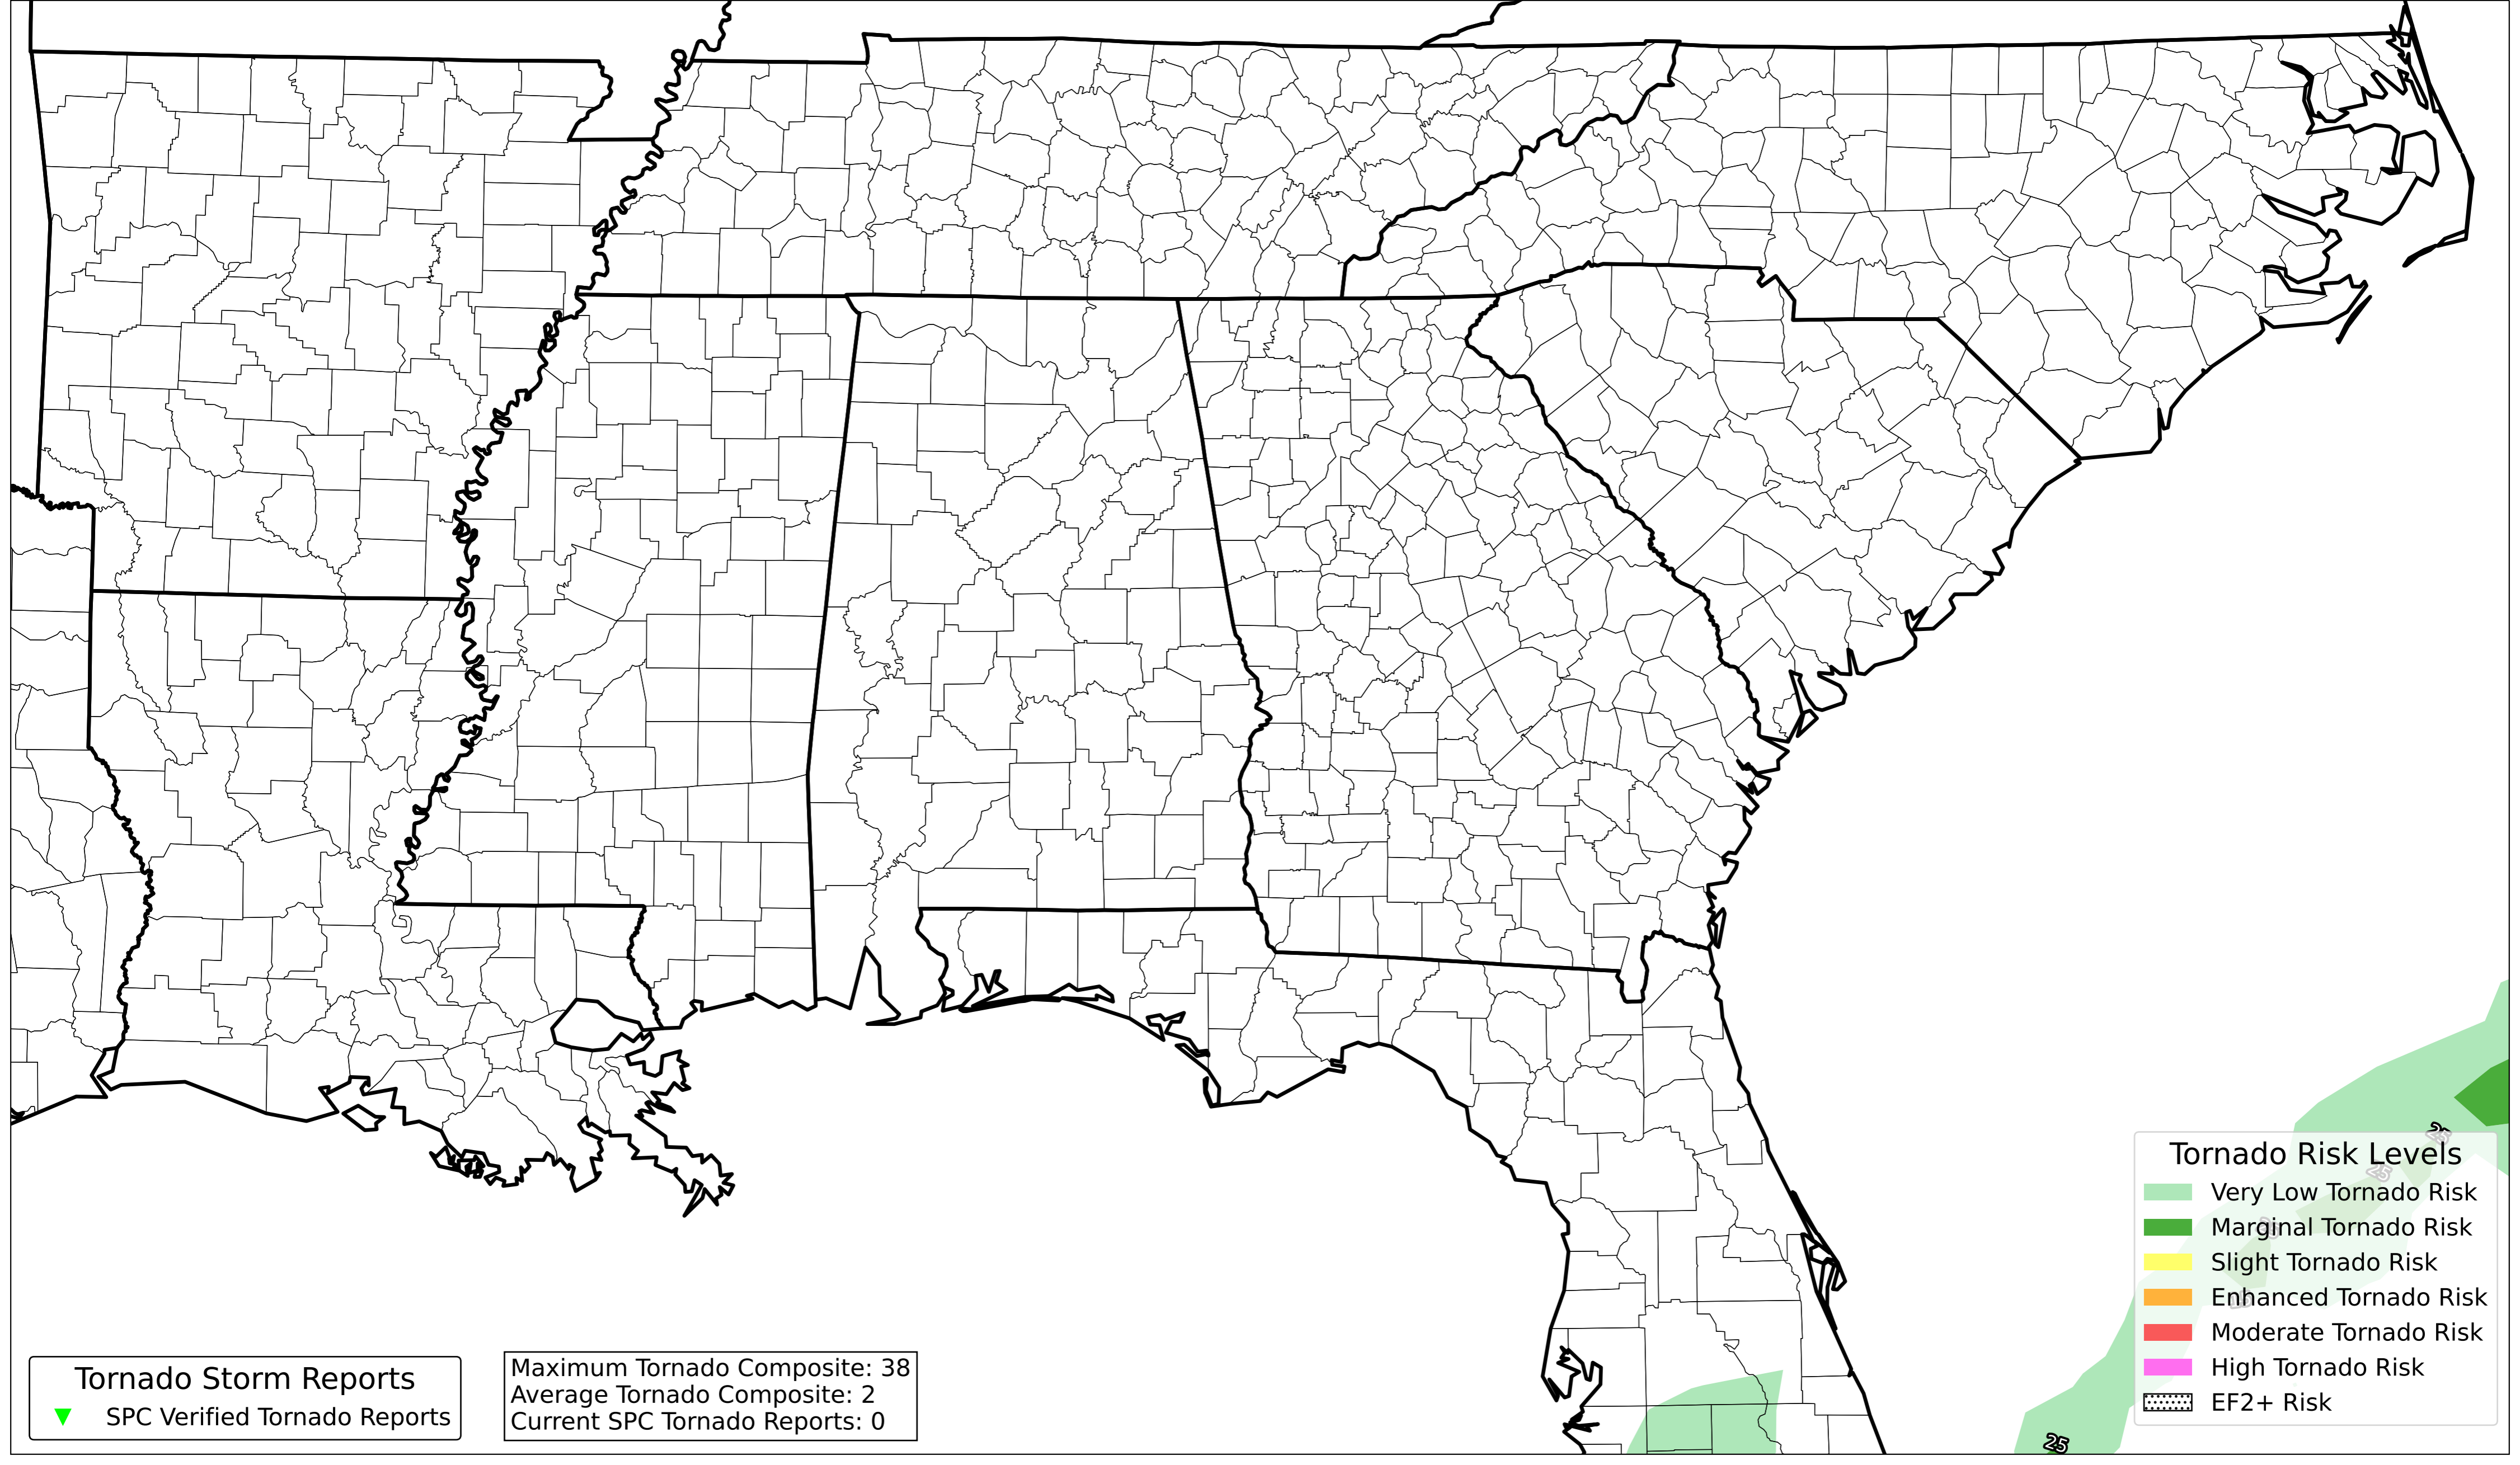 25
25
25
Tornado Risk Levels
Very Low Tornado Risk
Marginal Tornado Risk
Slight Tornado Risk
Enhanced Tornado Risk
Moderate Tornado Risk
High Tornado Risk
EF2+ Risk
Tornado Storm Reports
SPC Verified Tornado Reports
Maximum Tornado Composite: 38
Average Tornado Composite: 2
Current SPC Tornado Reports: 0